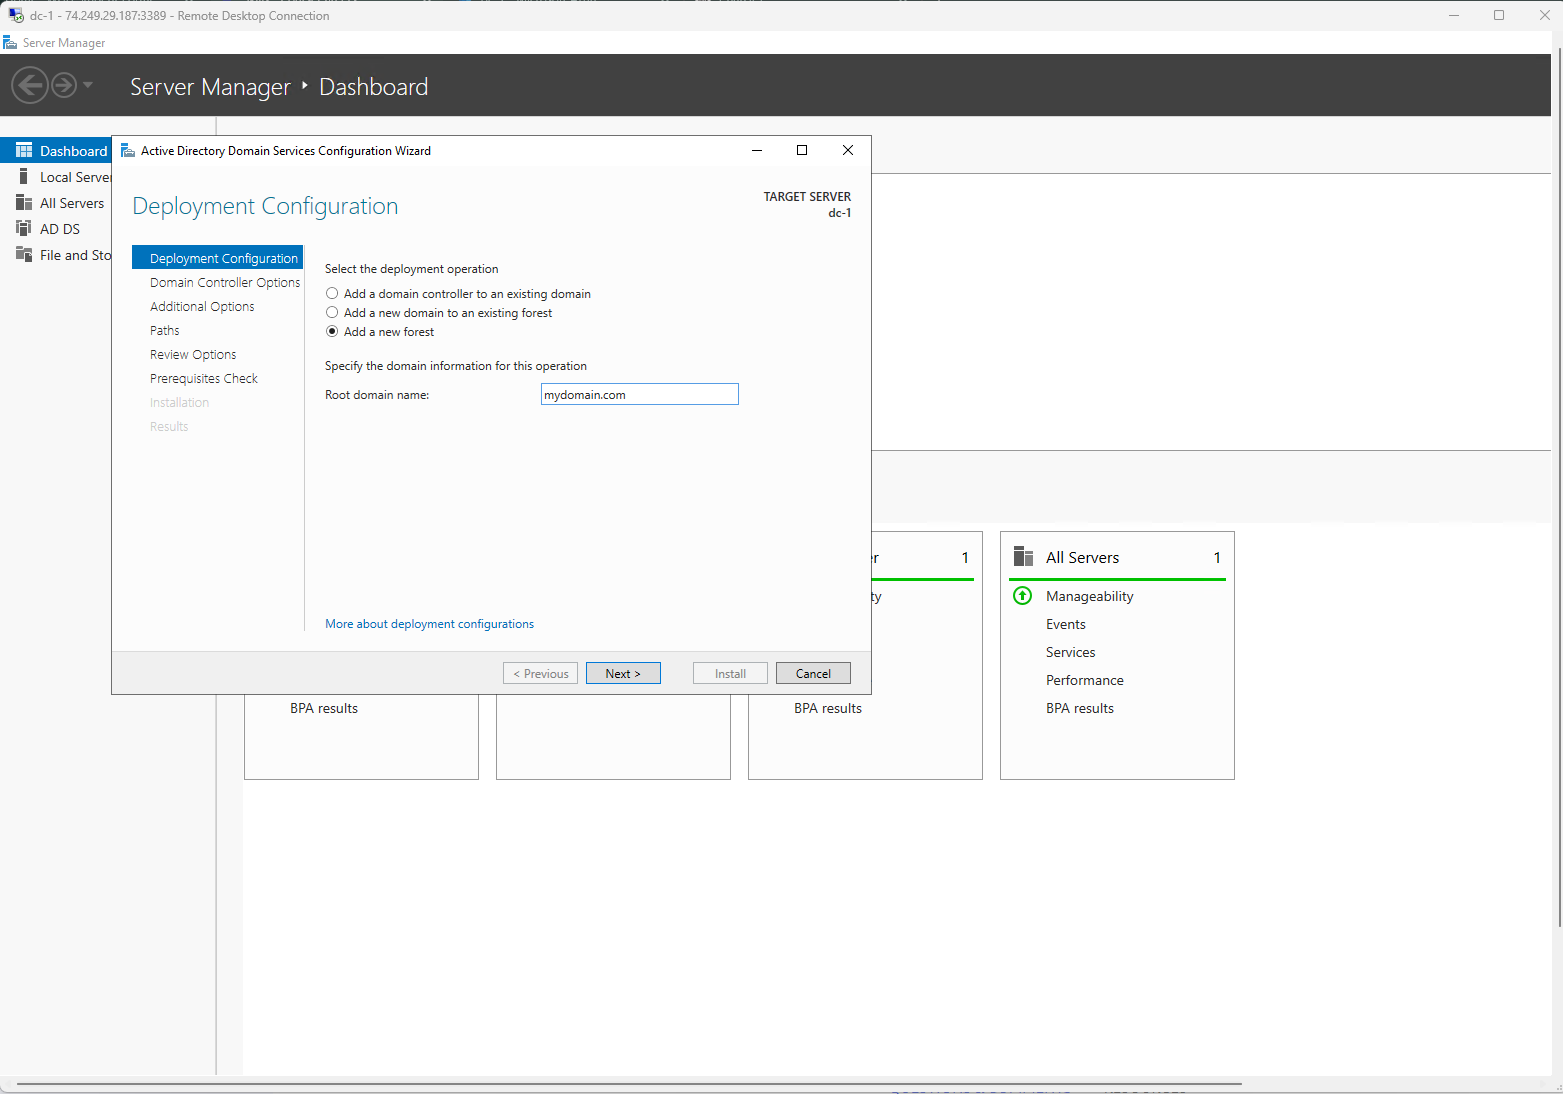 dc-1 - 74.249.29.187:3389 - Remote Desktop Connection
Server Manager
Server Manager ‣ Dashboard
Dashboard
Local Server
All Servers
AD DS
File and Sto
Active Directory Domain Services Configuration Wizard
Deployment Configuration
TARGET SERVER
dc-1
Deployment Configuration
Domain Controller Options
Additional Options
Paths
Review Options
Prerequisites Check
Installation
Results
Select the deployment operation
Add a domain controller to an existing domain
Add a new domain to an existing forest
Add a new forest
Specify the domain information for this operation
Root domain name:
mydomain.com
More about deployment configurations
< Previous
Next >
Install
Cancel
BPA results
er 1
ty
BPA results
All Servers 1
Manageability
Events
Services
Performance
BPA results